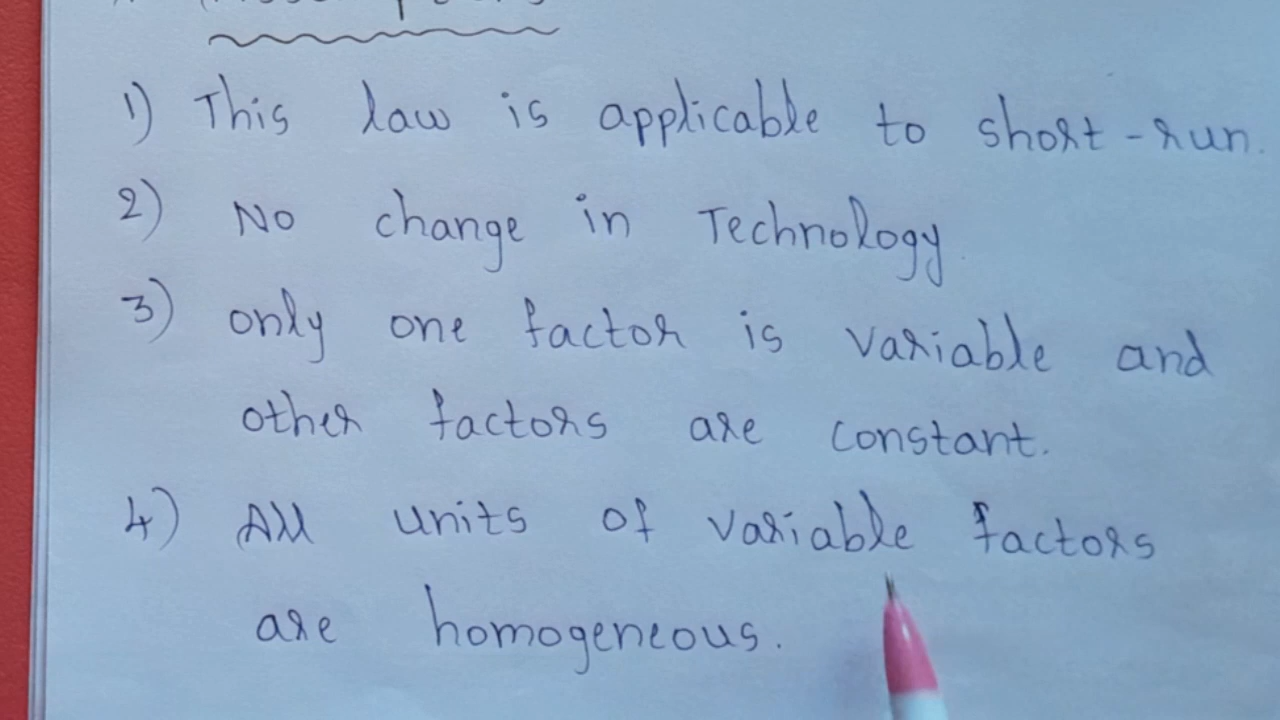 1) This law is applicable to short-run.
2) No change in Technology.
3) only one factor is variable and
other factors are constant.
4) All units of variable factors
are homogeneous.